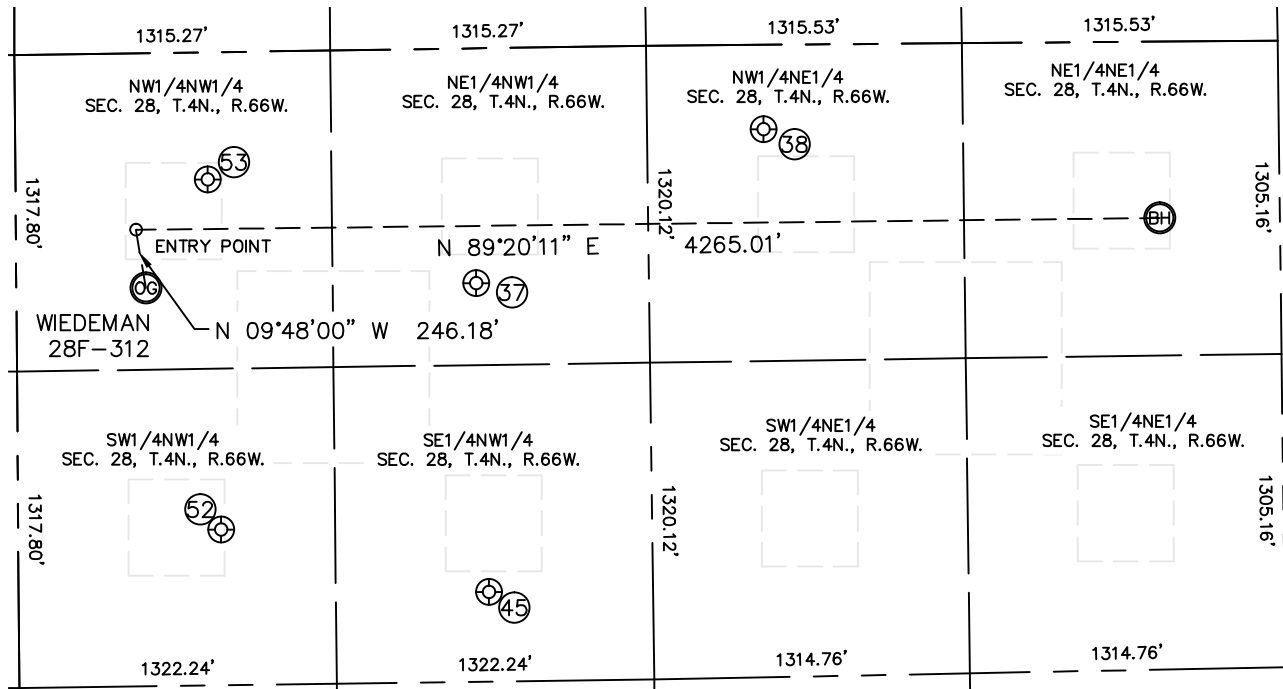 1315.27' 1315.27' 1315.53' 1315.53'
NW1/4NW1/4
SEC. 28, T.4N., R.66W.
NE1/4NW1/4
SEC. 28, T.4N., R.66W.
NW1/4NE1/4
SEC. 28, T.4N., R.66W.
NE1/4NE1/4
SEC. 28, T.4N., R.66W.
53
38
1317.80'
1320.12'
1305.16'
BH
ENTRY POINT
N 89°20'11" E 4265.01'
OG
37
WIEDEMAN
28F-312
N 09°48'00" W 246.18'
SW1/4NW1/4
SEC. 28, T.4N., R.66W.
SE1/4NW1/4
SEC. 28, T.4N., R.66W.
SW1/4NE1/4
SEC. 28, T.4N., R.66W.
SE1/4NE1/4
SEC. 28, T.4N., R.66W.
1317.80'
52
1320.12'
1305.16'
45
1322.24' 1322.24' 1314.76' 1314.76'